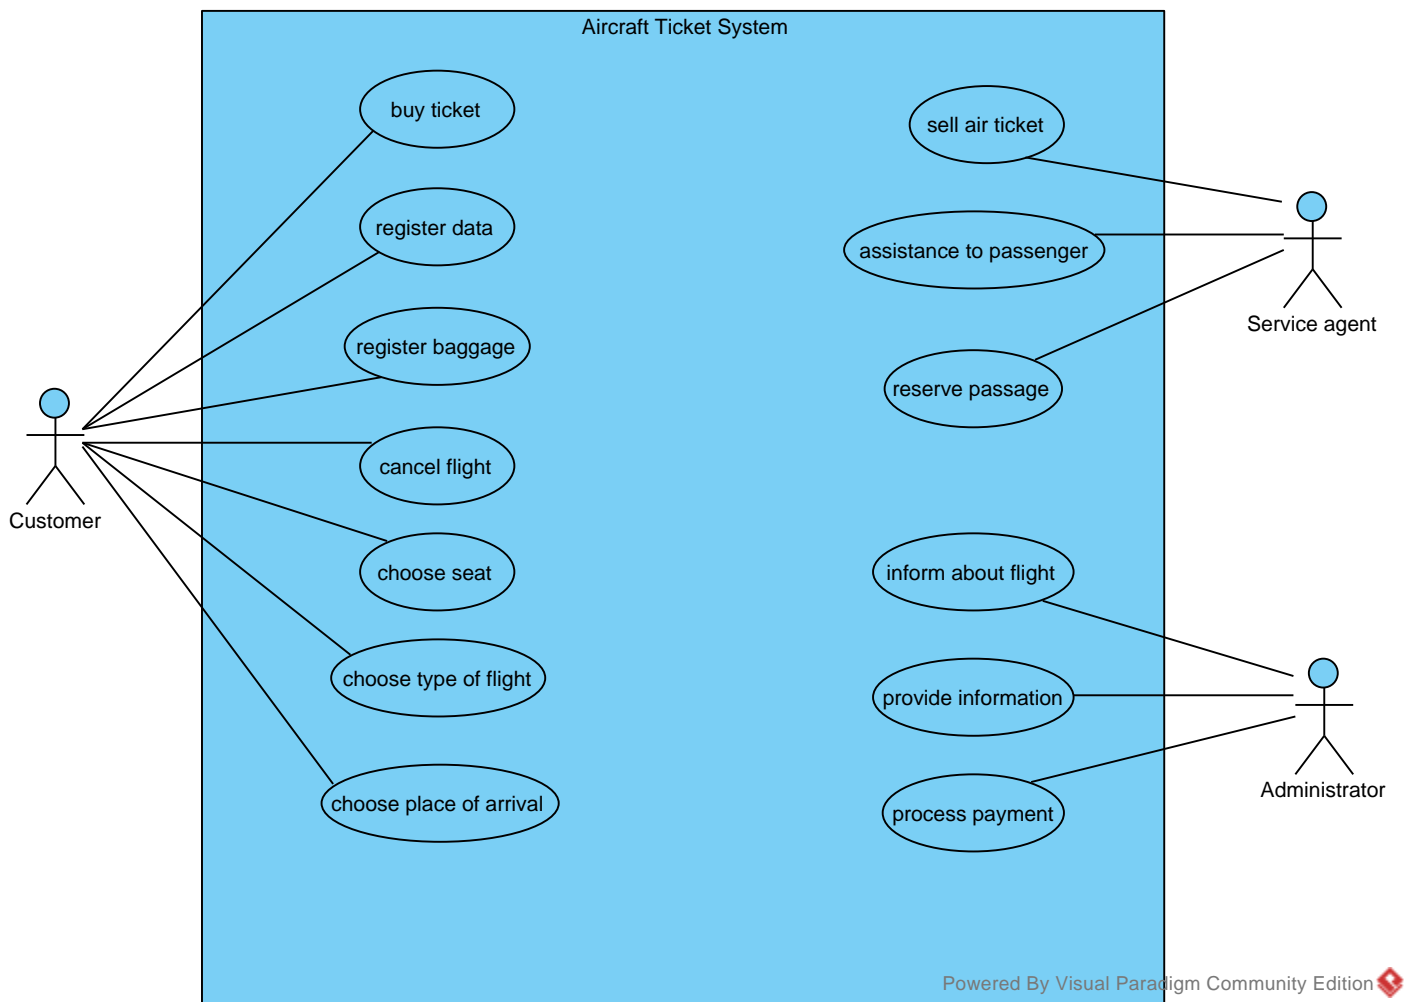 Aircraft Ticket System
buy ticket
register data
register baggage
cancel flight
choose seat
choose type of flight
choose place of arrival
Customer
sell air ticket
assistance to passenger
reserve passage
Service agent
inform about flight
provide information
process payment
Administrator
Powered By Visual Paradigm Community Edition